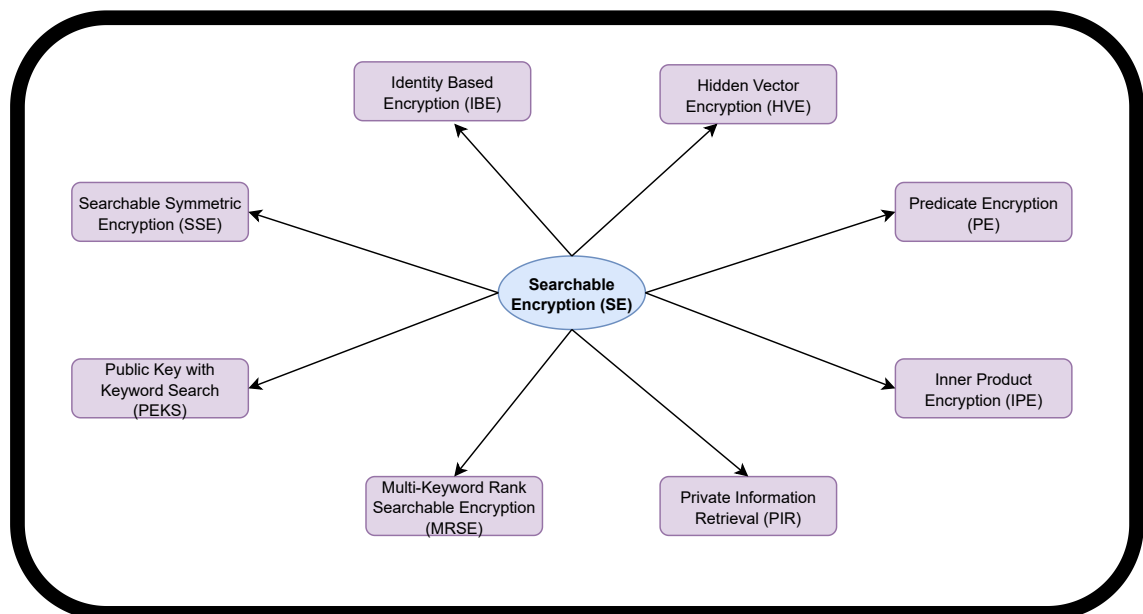 Identity Based
Encryption (IBE)
Hidden Vector
Encryption (HVE)
Searchable Symmetric
Encryption (SSE)
Predicate Encryption
(PE)
Searchable
Encryption (SE)
Public Key with
Keyword Search
(PEKS)
Inner Product
Encryption (IPE)
Multi-Keyword Rank
Searchable Encryption
(MRSE)
Private Information
Retrieval (PIR)